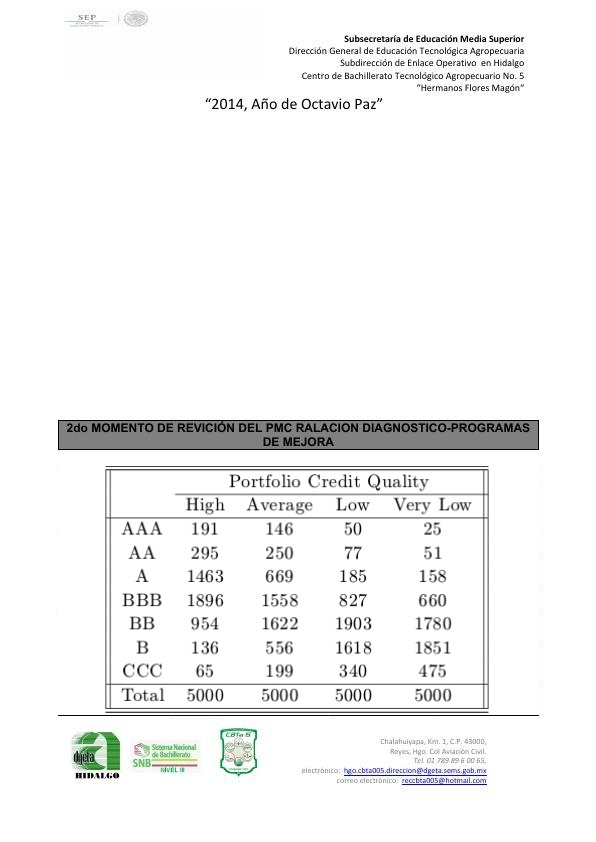 SEP
Subsecretaría de Educación Media Superior
Dirección General de Educación Tecnológica Agropecuaria
Subdirección de Enlace Operativo en Hidalgo
Centro de Bachillerato Tecnológico Agropecuario No. 5
“Hermanos Flores Magón”
“2014, Año de Octavio Paz”
2do MOMENTO DE REVICIÓN DEL PMC RALACION DIAGNOSTICO-PROGRAMAS
DE MEJORA
Portfolio Credit Quality
High Average Low Very Low
AAA 191 146 50 25
AA 295 250 77 51
A 1463 669 185 158
BBB 1896 1558 827 660
BB 954 1622 1903 1780
B 136 556 1618 1851
CCC 65 199 340 475
Total 5000 5000 5000 5000
dgeta
HIDALGO
Sistema Nacional
de Bachillerato
SNB
NIVEL III
CBTa 5
Chalahuiyapa, Km. 1, C.P. 43000,
Reyes, Hgo. Col Aviación Civil.
Tel. 01 789 89 6 00 65,
electrónico: hgo.cbta005.direccion@dgeta.sems.gob.mx
correo electrónico: reccbta005@hotmail.com